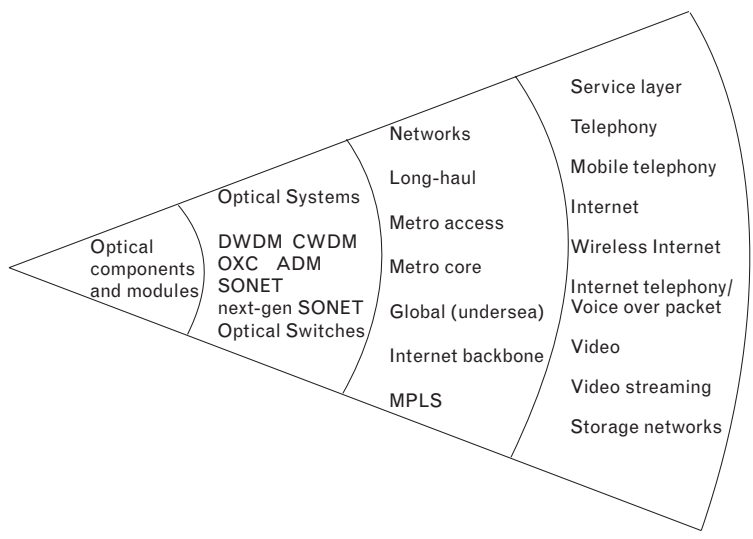 Optical
components
and modules
Optical Systems
DWDM CWDM
OXC ADM
SONET
next-gen SONET
Optical Switches
Networks
Long-haul
Metro access
Metro core
Global (undersea)
Internet backbone
MPLS
Service layer
Telephony
Mobile telephony
Internet
Wireless Internet
Internet telephony/
Voice over packet
Video
Video streaming
Storage networks